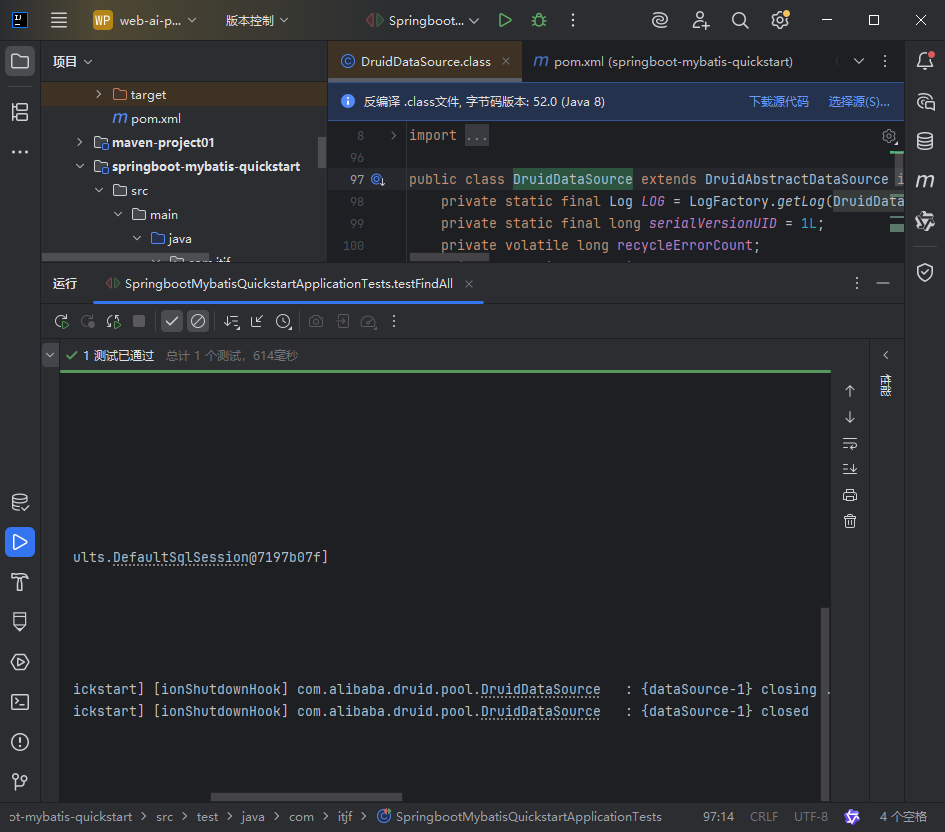 WP web-ai-p... 版本控制 Springboot...
项目
DruidDataSource.class
pom.xml (springboot-mybatis-quickstart)
target
pom.xml
maven-project01
springboot-mybatis-quickstart
src
main
java
反编译 .class文件, 字节码版本: 52.0 (Java 8) 下载源代码 选择源(S)...
8 import ...
96
97 public class DruidDataSource extends DruidAbstractDataSource i
98 private static final Log LOG = LogFactory.getLog(DruidData
99 private static final long serialVersionUID = 1L;
100 private volatile long recycleErrorCount;
运行 SpringbootMybatisQuickstartApplicationTests.testFindAll
1 测试已通过 总计 1 个测试, 614毫秒
性能
ults.DefaultSqlSession@7197b07f]
ickstart] [ionShutdownHook] com.alibaba.druid.pool.DruidDataSource : {dataSource-1} closing .
ickstart] [ionShutdownHook] com.alibaba.druid.pool.DruidDataSource : {dataSource-1} closed
ot-mybatis-quickstart src test java com itjf SpringbootMybatisQuickstartApplicationTests 97:14 CRLF UTF-8 4 个空格